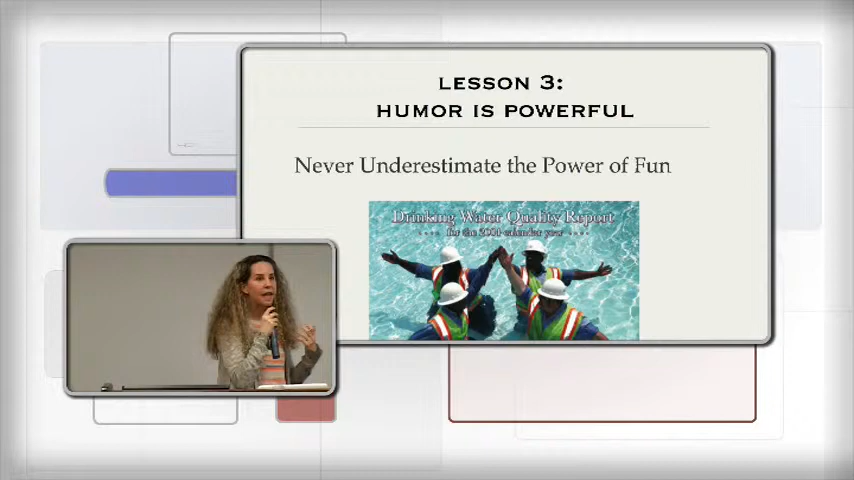 LESSON 3:
HUMOR IS POWERFUL
Never Underestimate the Power of Fun
Drinking Water Quality Report
for the 2001 calendar year